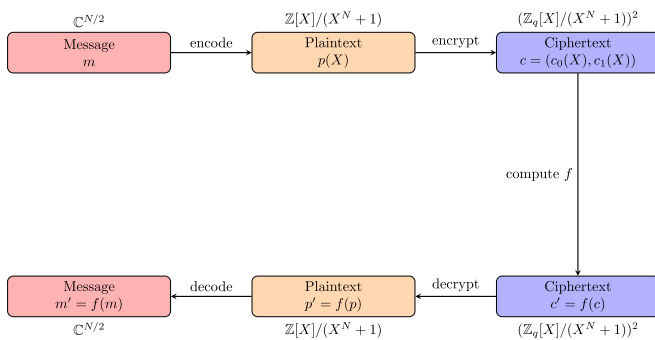 ℂ^{N/2} ℤ[X]/(X^N + 1) (ℤ_q[X]/(X^N + 1))^2
Message encode Plaintext encrypt Ciphertext
m p(X) c = (c_0(X), c_1(X))
compute f
Message decode Plaintext decrypt Ciphertext
m′ = f(m) p′ = f(p) c′ = f(c)
ℂ^{N/2} ℤ[X]/(X^N + 1) (ℤ_q[X]/(X^N + 1))^2